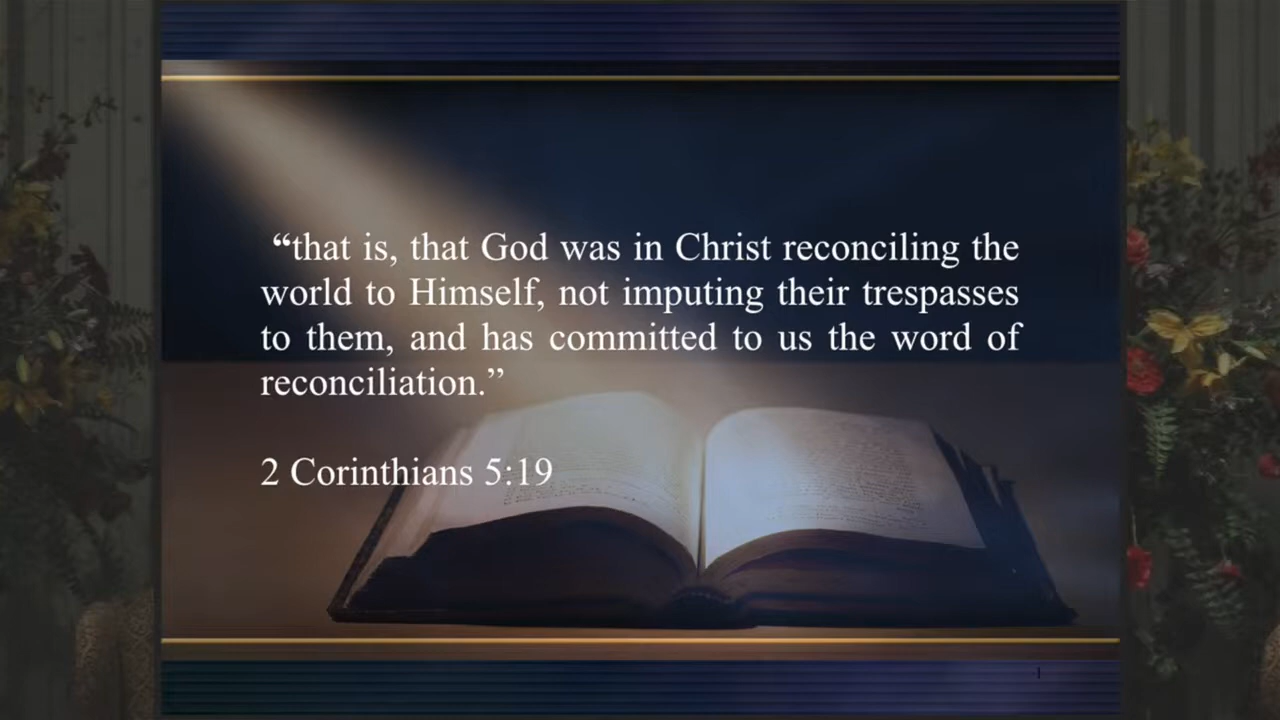 “that is, that God was in Christ reconciling the
world to Himself, not imputing their trespasses
to them, and has committed to us the word of
reconciliation.”
2 Corinthians 5:19
1